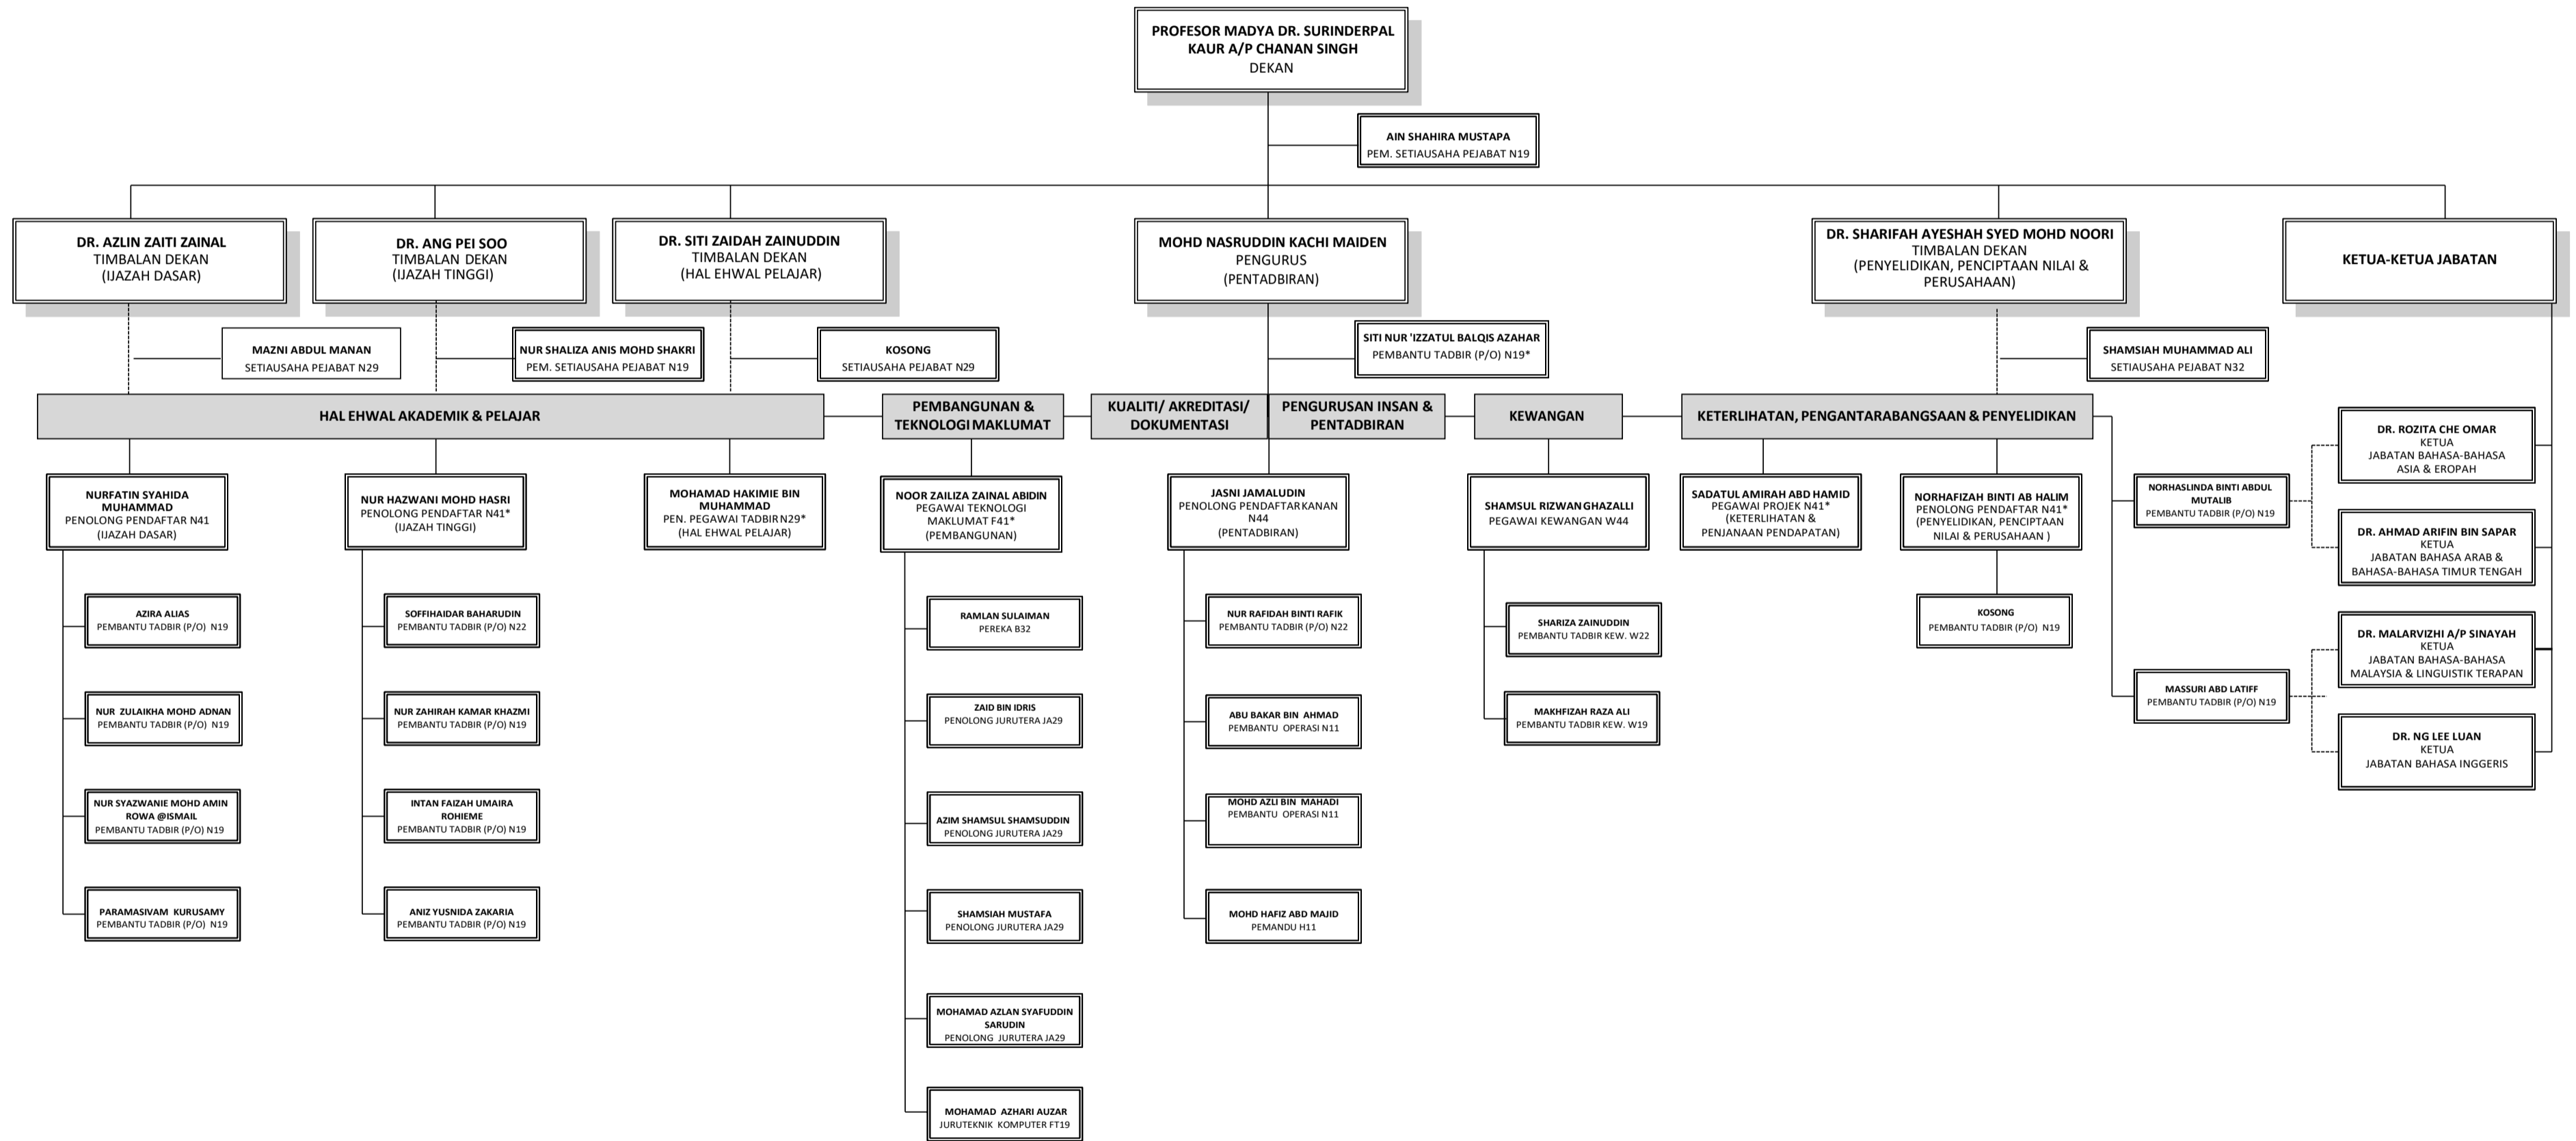 PROFESOR MADYA DR. SURINDERPAL
KAUR A/P CHANAN SINGH
DEKAN
AIN SHAHIRA MUSTAPA
PEM. SETIAUSAHA PEJABAT N19
DR. AZLIN ZAITI ZAINAL
TIMBALAN DEKAN
(IJAZAH DASAR)
DR. ANG PEI SOO
TIMBALAN DEKAN
(IJAZAH TINGGI)
DR. SITI ZAIDAH ZAINUDDIN
TIMBALAN DEKAN
(HAL EHWAL PELAJAR)
MOHD NASRUDDIN KACHI MAIDEN
PENGURUS
(PENTADBIRAN)
DR. SHARIFAH AYESHAH SYED MOHD NOORI
TIMBALAN DEKAN
(PENYELIDIKAN, PENCIPTAAN NILAI &
PERUSAHAAN)
KETUA-KETUA JABATAN
MAZNI ABDUL MANAN
SETIAUSAHA PEJABAT N29
NUR SHALIZA ANIS MOHD SHAKRI
PEM. SETIAUSAHA PEJABAT N19
KOSONG
SETIAUSAHA PEJABAT N29
SITI NUR 'IZZATUL BALQIS AZAHAR
PEMBANTU TADBIR (P/O) N19*
SHAMSIAH MUHAMMAD ALI
SETIAUSAHA PEJABAT N32
HAL EHWAL AKADEMIK & PELAJAR
PEMBANGUNAN &
TEKNOLOGI MAKLUMAT
KUALITI/ AKREDITASI/
DOKUMENTASI
PENGURUSAN INSAN &
PENTADBIRAN
KEWANGAN
KETERLIHATAN, PENGANTARABANGSAAN & PENYELIDIKAN
NURFATIN SYAHIDA
MUHAMMAD
PENOLONG PENDAFTAR N41
(IJAZAH DASAR)
NUR HAZWANI MOHD HASRI
PENOLONG PENDAFTAR N41*
(IJAZAH TINGGI)
MOHAMAD HAKIMIE BIN
MUHAMMAD
PEN. PEGAWAI TADBIR N29*
(HAL EHWAL PELAJAR)
NOOR ZAILIZA ZAINAL ABIDIN
PEGAWAI TEKNOLOGI
MAKLUMAT F41*
(PEMBANGUNAN)
JASNI JAMALUDIN
PENOLONG PENDAFTAR KANAN
N44
(PENTADBIRAN)
SHAMSUL RIZWAN GHAZALLI
PEGAWAI KEWANGAN W44
SADATUL AMIRAH ABD HAMID
PEGAWAI PROJEK N41*
(KETERLIHATAN &
PENJANAAN PENDAPATAN)
NORHAFIZAH BINTI AB HALIM
PENOLONG PENDAFTAR N41*
(PENYELIDIKAN, PENCIPTAAN
NILAI & PERUSAHAAN )
NORHASLINDA BINTI ABDUL
MUTALIB
PEMBANTU TADBIR (P/O) N19
DR. ROZITA CHE OMAR
KETUA
JABATAN BAHASA-BAHASA
ASIA & EROPAH
DR. AHMAD ARIFIN BIN SAPAR
KETUA
JABATAN BAHASA ARAB &
BAHASA-BAHASA TIMUR TENGAH
AZIRA ALIAS
PEMBANTU TADBIR (P/O) N19
SOFFIHAIDAR BAHARUDIN
PEMBANTU TADBIR (P/O) N22
RAMLAN SULAIMAN
PEREKA B32
NUR RAFIDAH BINTI RAFIK
PEMBANTU TADBIR (P/O) N22
SHARIZA ZAINUDDIN
PEMBANTU TADBIR KEW. W22
KOSONG
PEMBANTU TADBIR (P/O) N19
DR. MALARVIZHI A/P SINAYAH
KETUA
JABATAN BAHASA-BAHASA
MALAYSIA & LINGUISTIK TERAPAN
NUR ZULAIKHA MOHD ADNAN
PEMBANTU TADBIR (P/O) N19
NUR ZAHIRAH KAMAR KHAZMI
PEMBANTU TADBIR (P/O) N19
ZAID BIN IDRIS
PENOLONG JURUTERA JA29
ABU BAKAR BIN AHMAD
PEMBANTU OPERASI N11
MAKHFIZAH RAZA ALI
PEMBANTU TADBIR KEW. W19
MASSURI ABD LATIFF
PEMBANTU TADBIR (P/O) N19
DR. NG LEE LUAN
KETUA
JABATAN BAHASA INGGERIS
NUR SYAZWANIE MOHD AMIN
ROWA @ISMAIL
PEMBANTU TADBIR (P/O) N19
INTAN FAIZAH UMAIRA
ROHIEME
PEMBANTU TADBIR (P/O) N19
AZIM SHAMSUL SHAMSUDDIN
PENOLONG JURUTERA JA29
MOHD AZLI BIN MAHADI
PEMBANTU OPERASI N11
PARAMASIVAM KURUSAMY
PEMBANTU TADBIR (P/O) N19
ANIZ YUSNIDA ZAKARIA
PEMBANTU TADBIR (P/O) N19
SHAMSIAH MUSTAFA
PENOLONG JURUTERA JA29
MOHD HAFIZ ABD MAJID
PEMANDU H11
MOHAMAD AZLAN SYAFUDDIN
SARUDIN
PENOLONG JURUTERA JA29
MOHAMAD AZHARI AUZAR
JURUTEKNIK KOMPUTER FT19